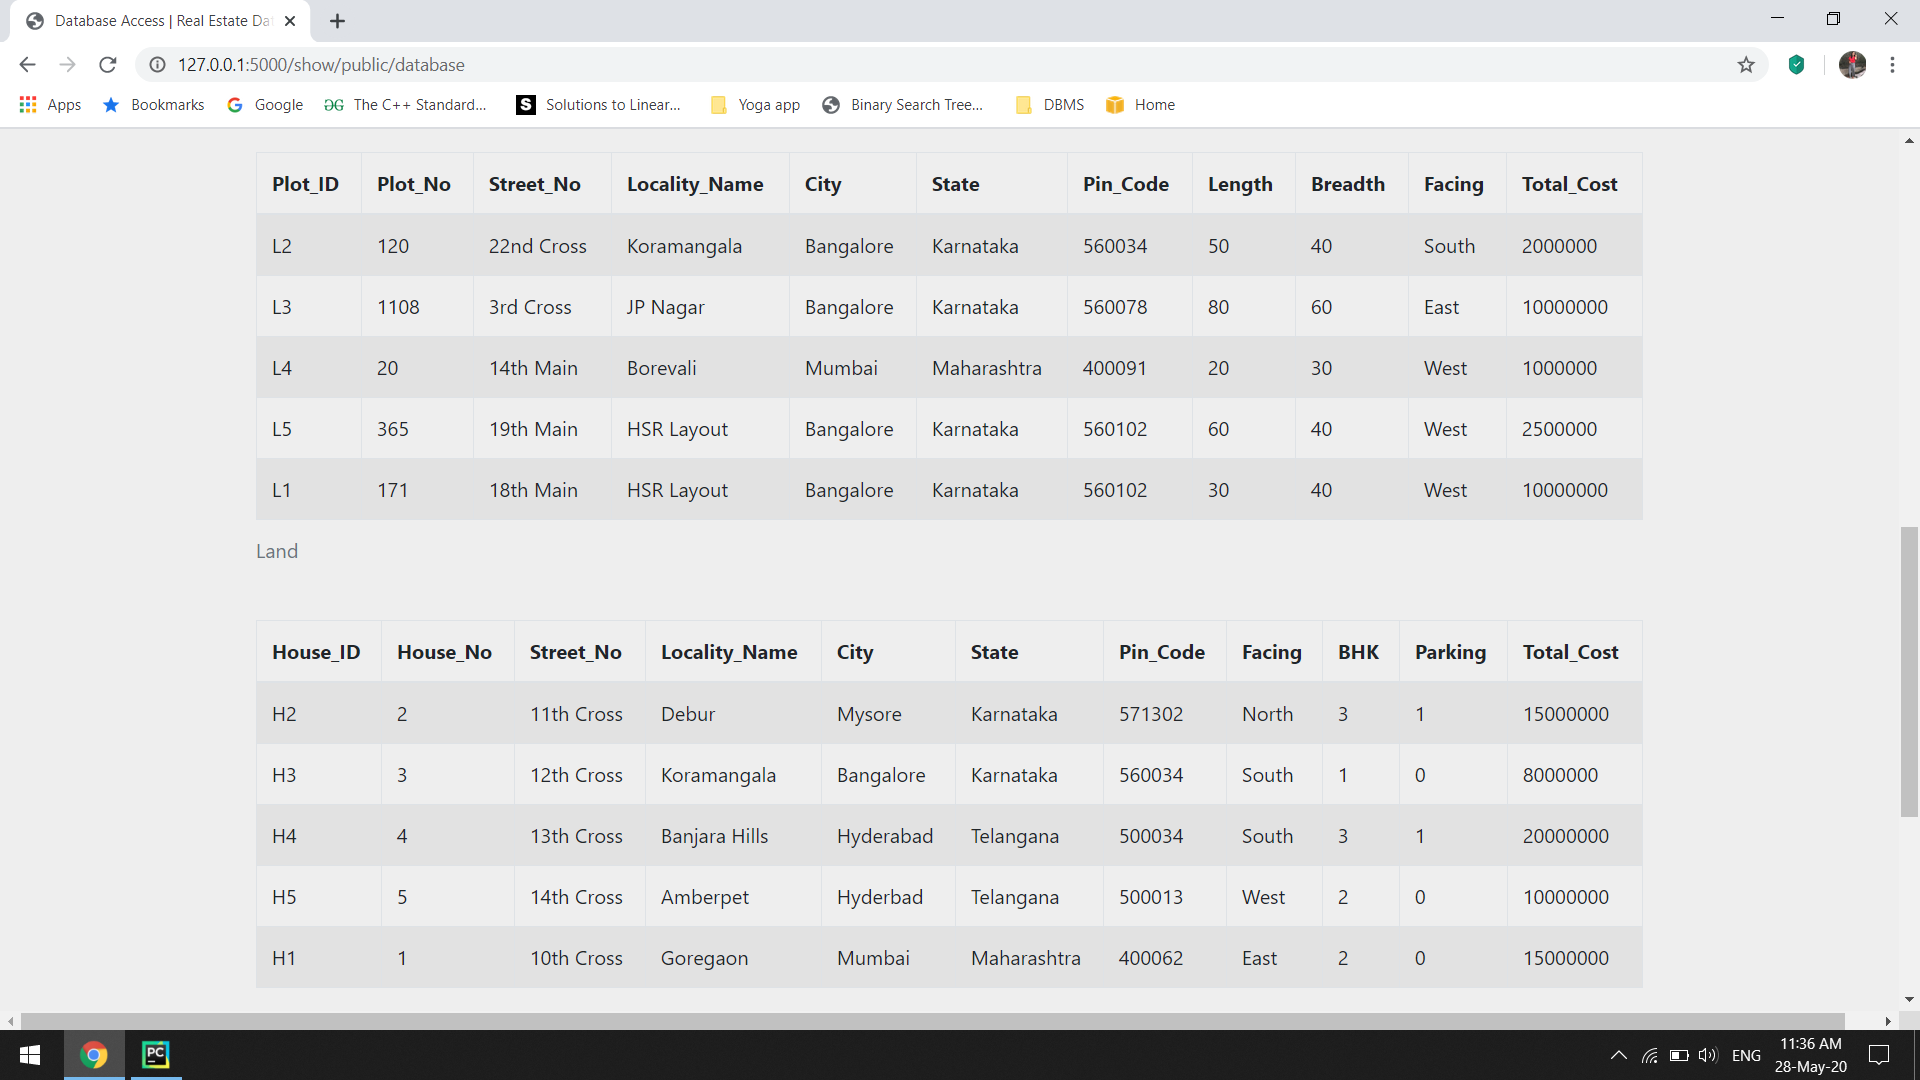 Database Access | Real Estate Da
127.0.0.1:5000/show/public/database
Apps Bookmarks Google The C++ Standard... Solutions to Linear... Yoga app Binary Search Tree... DBMS Home
Plot_ID Plot_No Street_No Locality_Name City State Pin_Code Length Breadth Facing Total_Cost
L2 120 22nd Cross Koramangala Bangalore Karnataka 560034 50 40 South 2000000
L3 1108 3rd Cross JP Nagar Bangalore Karnataka 560078 80 60 East 10000000
L4 20 14th Main Borevali Mumbai Maharashtra 400091 20 30 West 1000000
L5 365 19th Main HSR Layout Bangalore Karnataka 560102 60 40 West 2500000
L1 171 18th Main HSR Layout Bangalore Karnataka 560102 30 40 West 10000000
Land
House_ID House_No Street_No Locality_Name City State Pin_Code Facing BHK Parking Total_Cost
H2 2 11th Cross Debur Mysore Karnataka 571302 North 3 1 15000000
H3 3 12th Cross Koramangala Bangalore Karnataka 560034 South 1 0 8000000
H4 4 13th Cross Banjara Hills Hyderabad Telangana 500034 South 3 1 20000000
H5 5 14th Cross Amberpet Hyderbad Telangana 500013 West 2 0 10000000
H1 1 10th Cross Goregaon Mumbai Maharashtra 400062 East 2 0 15000000
PC
ENG
11:36 AM
28-May-20